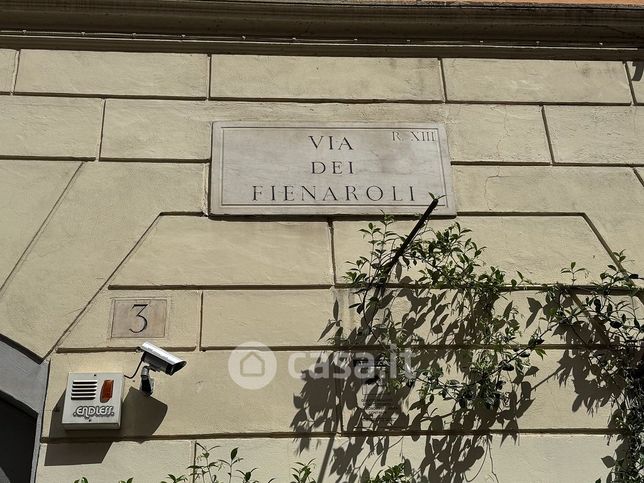 VIA R. XIII
DEI
FIENAROLI
3
casa.it
ENDLESS